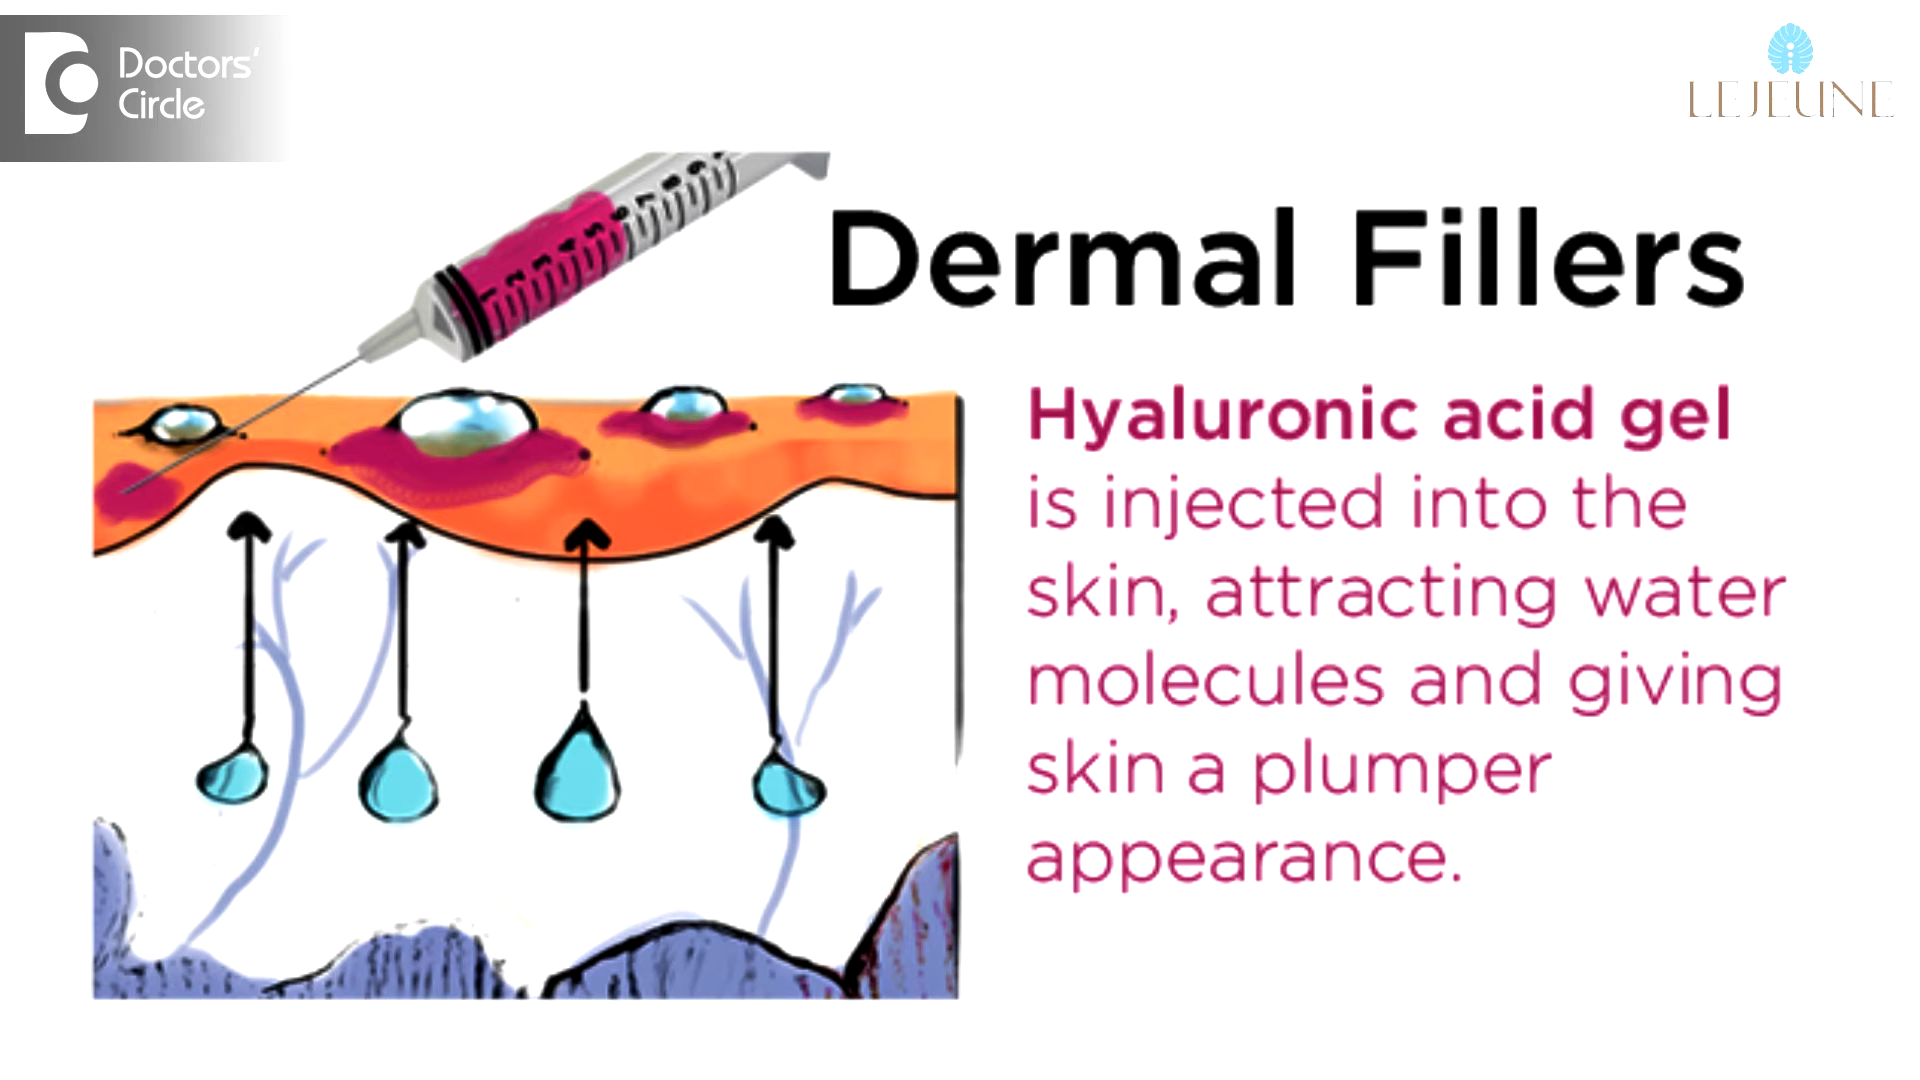 Doctors'
Circle
LEJEUNE
Dermal Fillers
Hyaluronic acid gel
is injected into the
skin, attracting water
molecules and giving
skin a plumper
appearance.